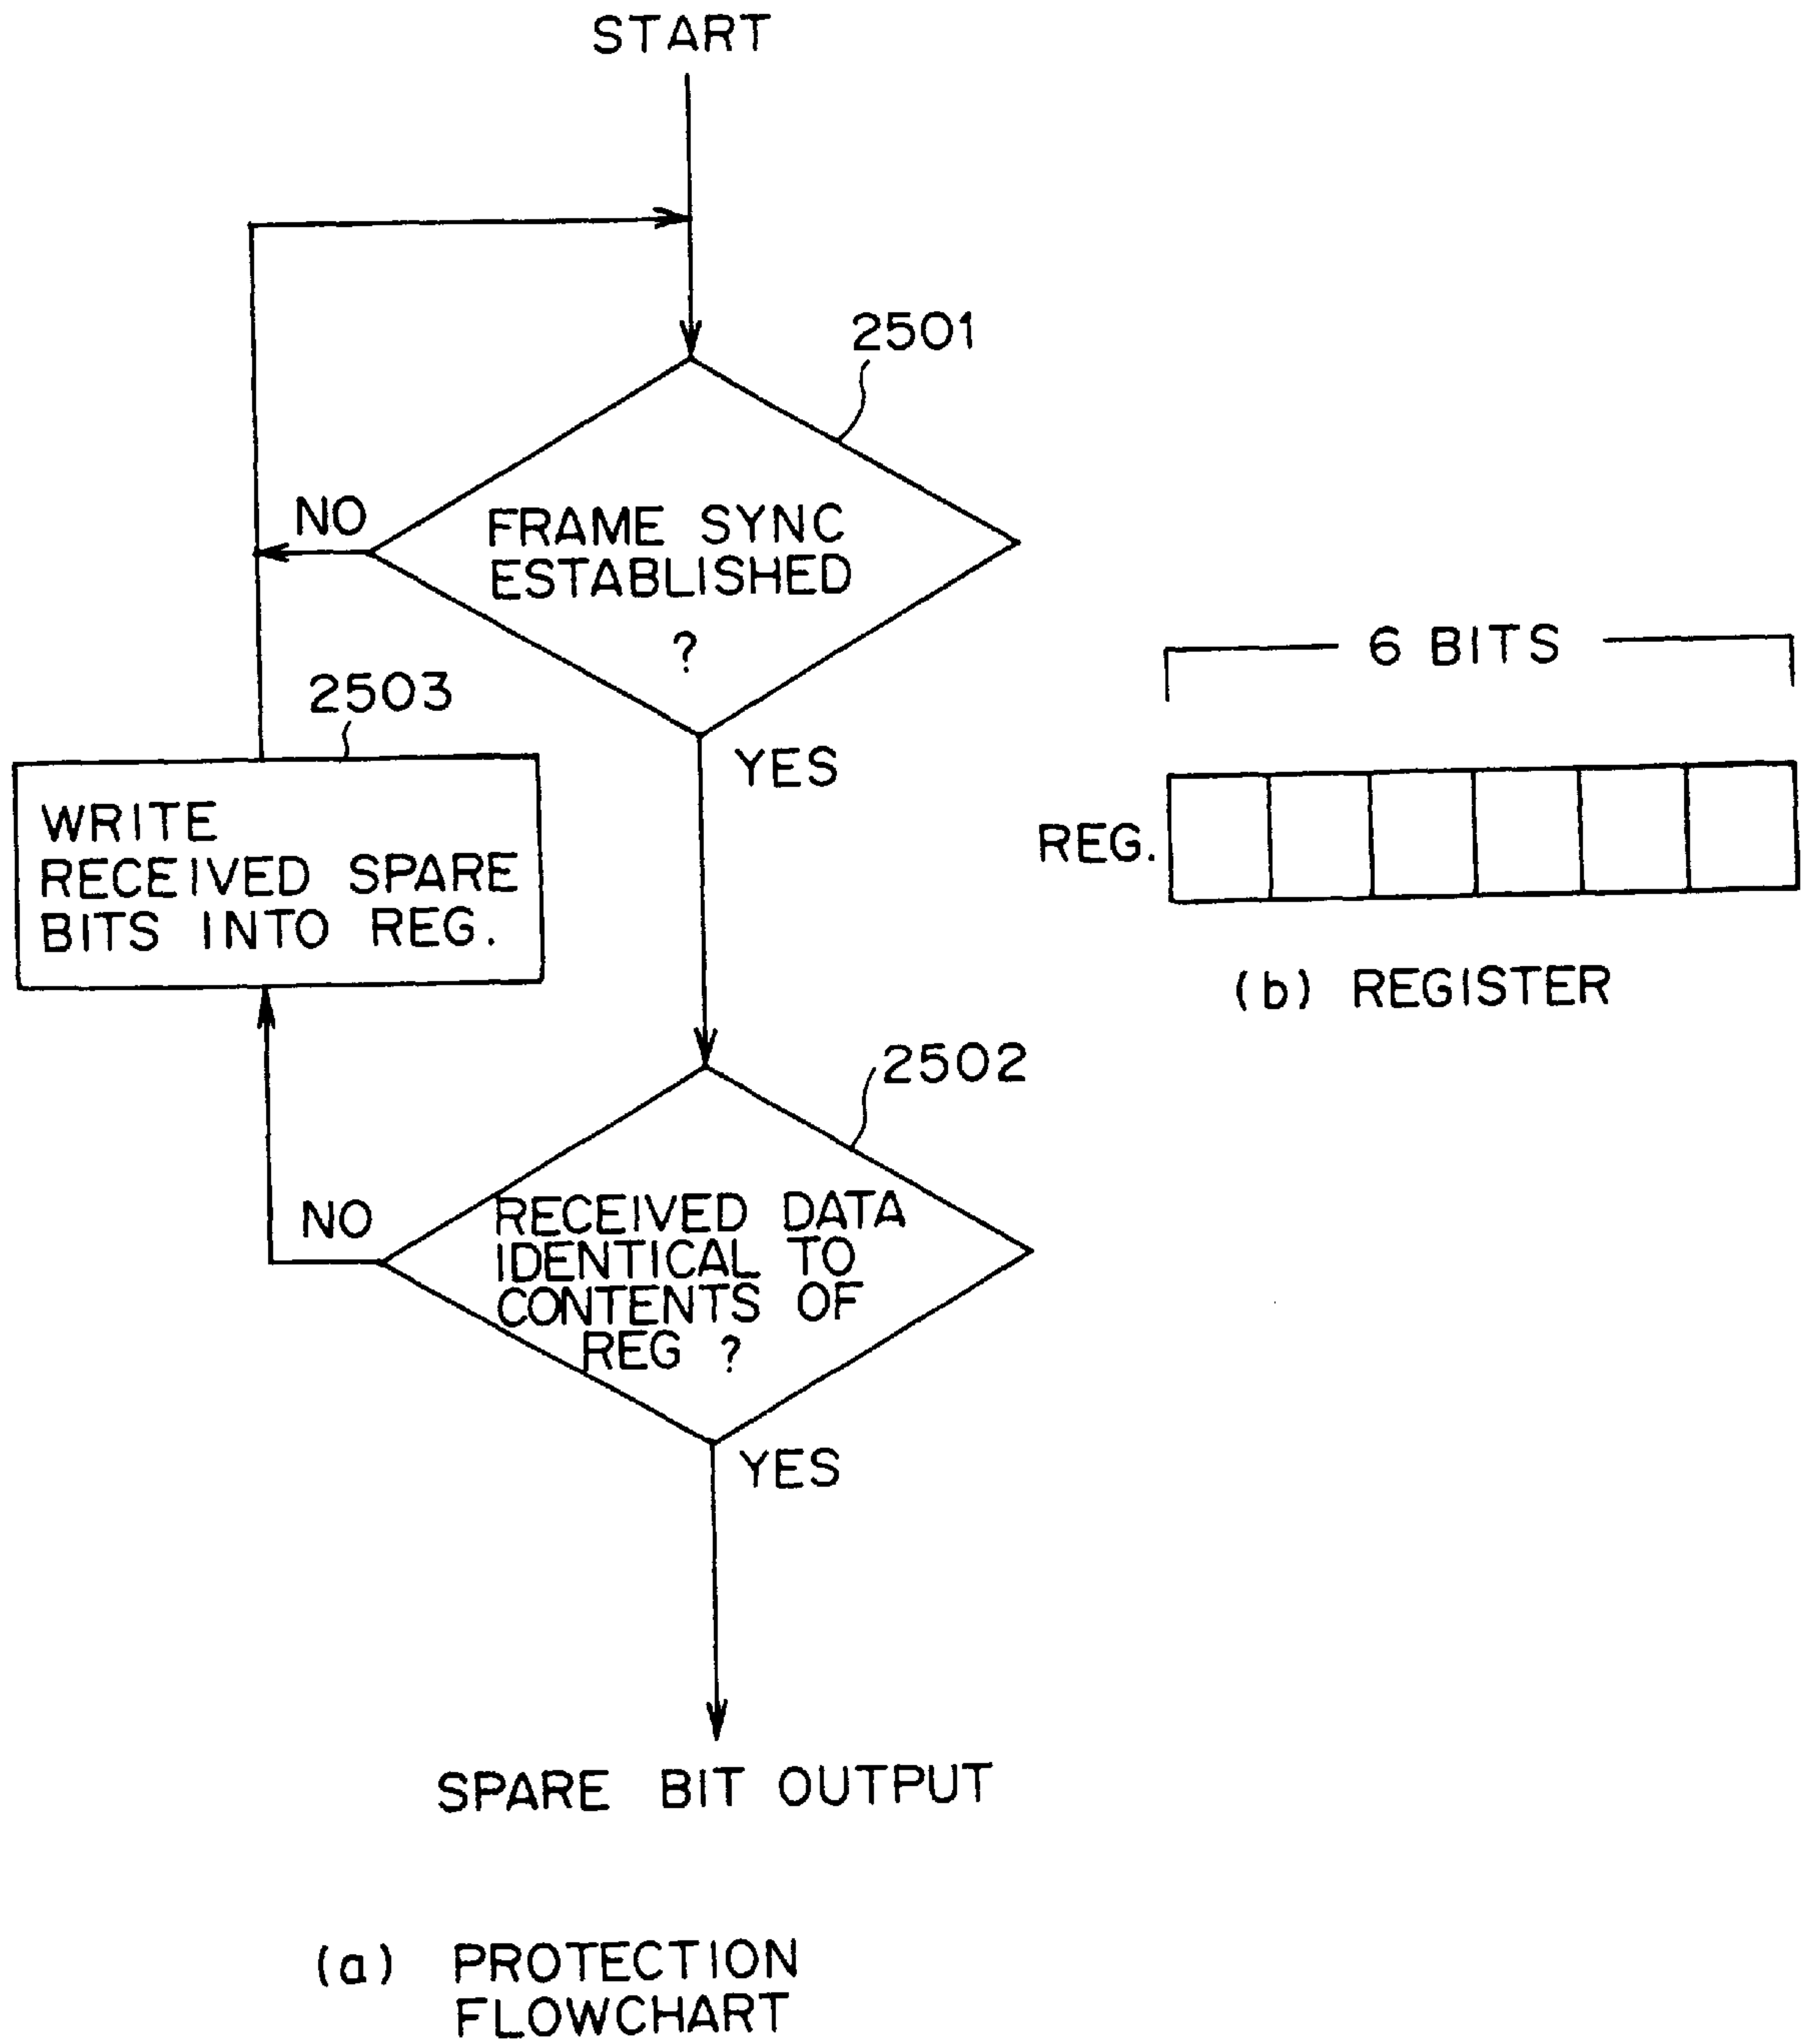 START
2501
NO
FRAME SYNC
ESTABLISHED
?
6 BITS
2503
YES
WRITE
RECEIVED SPARE
BITS INTO REG.
REG.
(b) REGISTER
2502
NO
RECEIVED DATA
IDENTICAL TO
CONTENTS OF
REG ?
YES
SPARE BIT OUTPUT
(a) PROTECTION
FLOWCHART